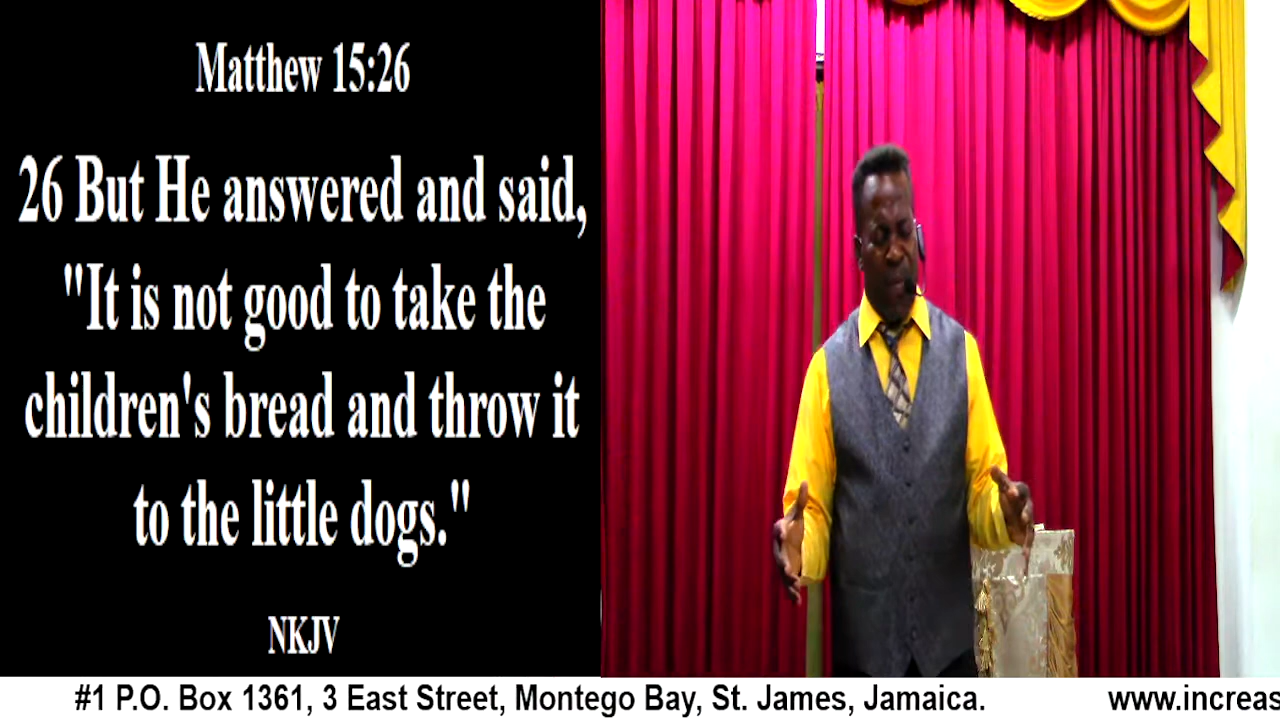 Matthew 15:26
26 But He answered and said,
"It is not good to take the
children's bread and throw it
to the little dogs."
NKJV
#1 P.O. Box 1361, 3 East Street, Montego Bay, St. James, Jamaica. www.increas